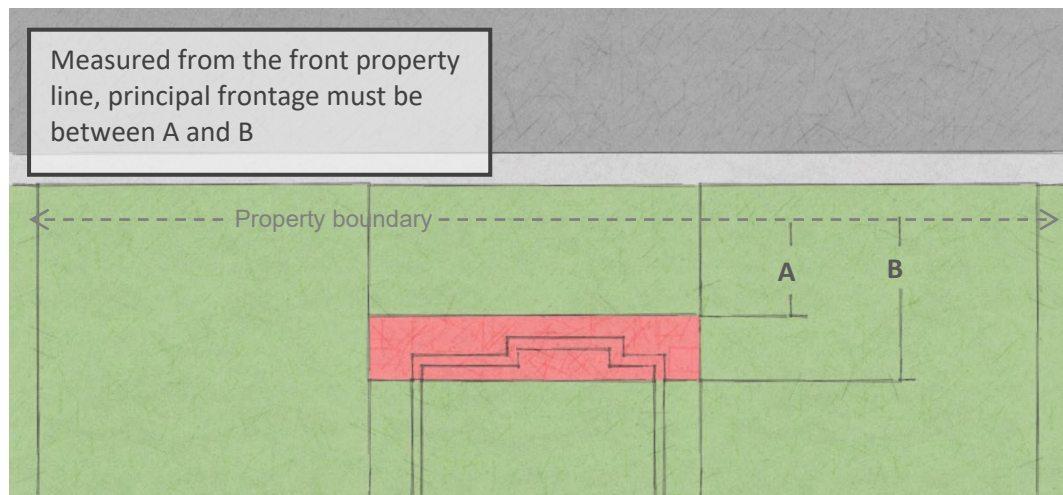 Measured from the front property
line, principal frontage must be
between A and B
Property boundary
A
B